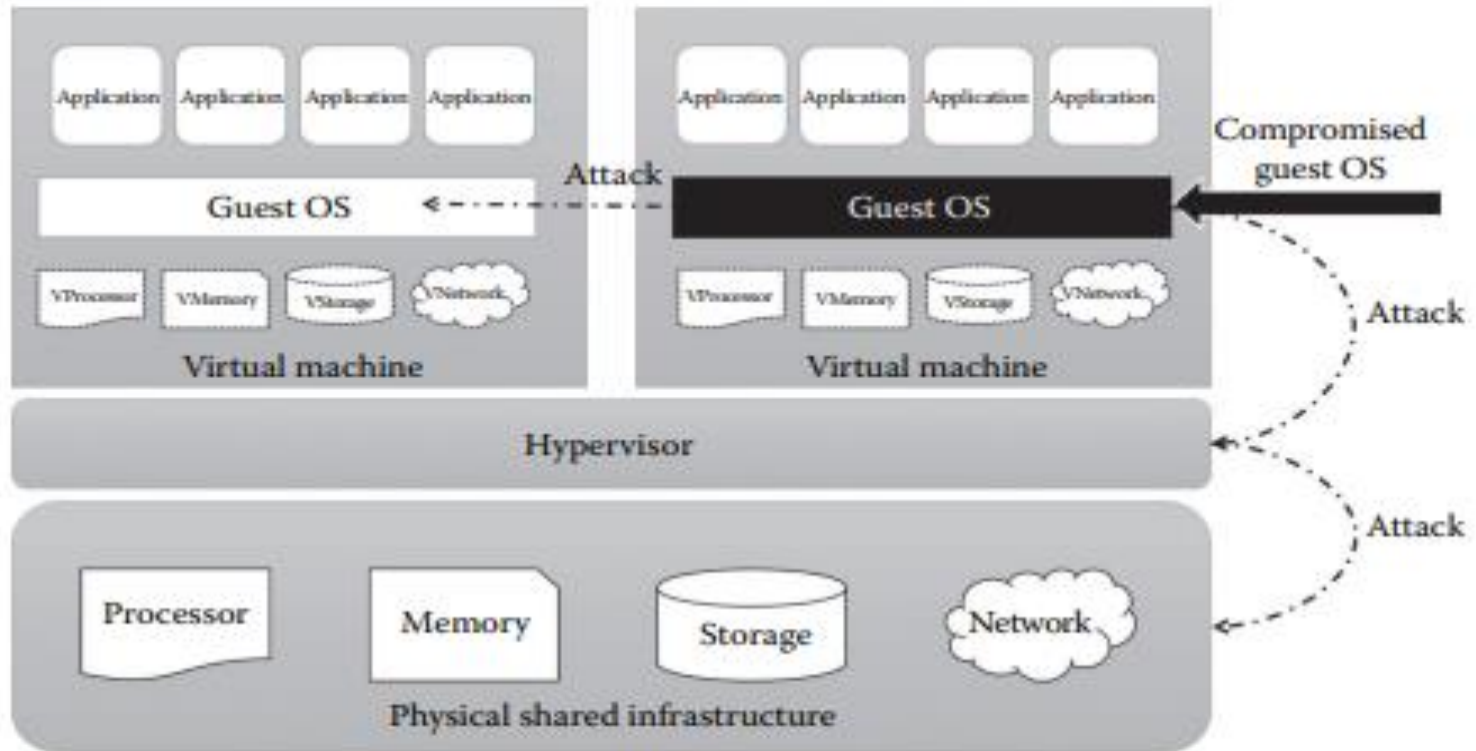 Application Application Application Application
Application Application Application Application
Compromised
guest OS
Attack
Guest OS
Guest OS
VProcessor VMemory VStorage VNetwork
VProcessor VMemory VStorage VNetwork
Attack
Virtual machine
Virtual machine
Hypervisor
Attack
Processor
Memory
Storage
Network
Physical shared infrastructure